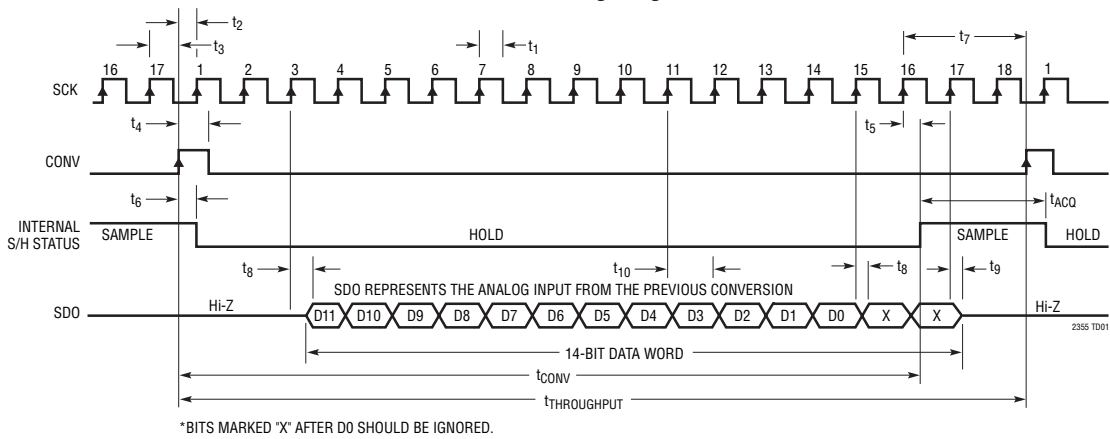 t2
t3
t1
t7
16 17 1 2 3 4 5 6 7 8 9 10 11 12 13 14 15 16 17 18 1
SCK
t4
t5
CONV
t6
tACQ
INTERNAL
S/H STATUS
SAMPLE HOLD SAMPLE HOLD
t8 t10 t8 t9
SDO REPRESENTS THE ANALOG INPUT FROM THE PREVIOUS CONVERSION
SDO Hi-Z D11 D10 D9 D8 D7 D6 D5 D4 D3 D2 D1 D0 X X Hi-Z
2355 TD01
14-BIT DATA WORD
tCONV
tTHROUGHPUT
*BITS MARKED "X" AFTER D0 SHOULD BE IGNORED.